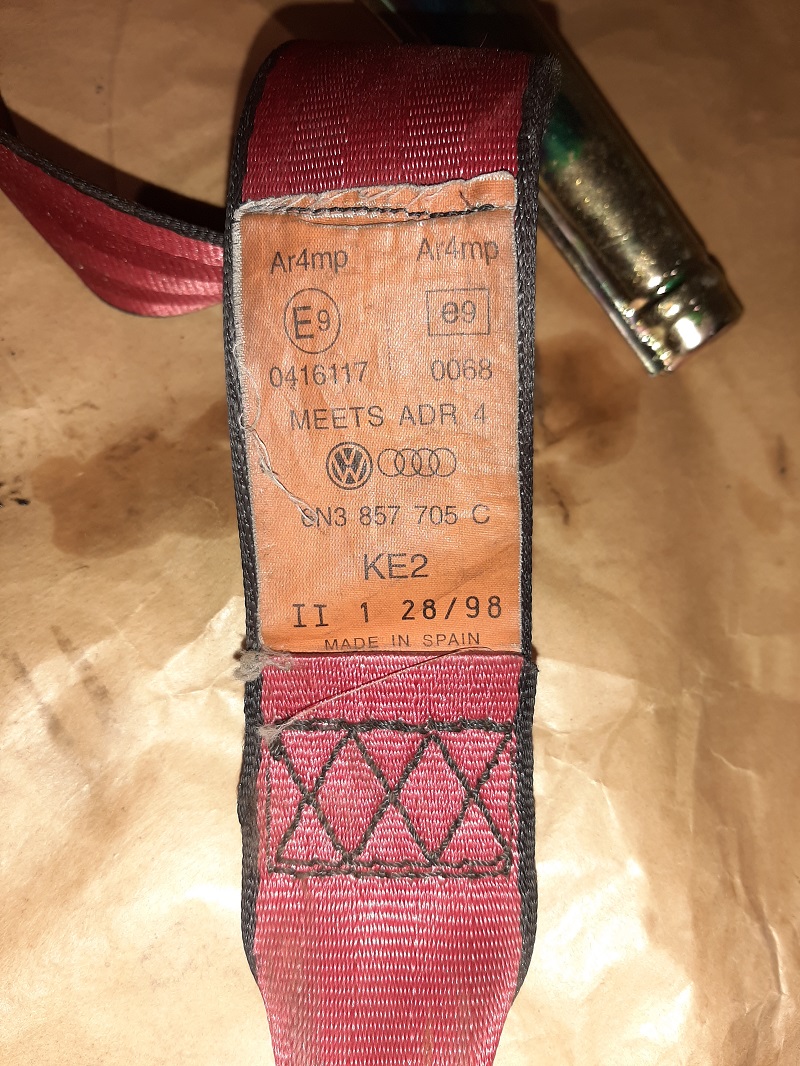 Ar4mp Ar4mp
E9 e9
0416117 0068
MEETS ADR 4
VW
6N3 857 705 C
KE2
II 1 28/98
MADE IN SPAIN